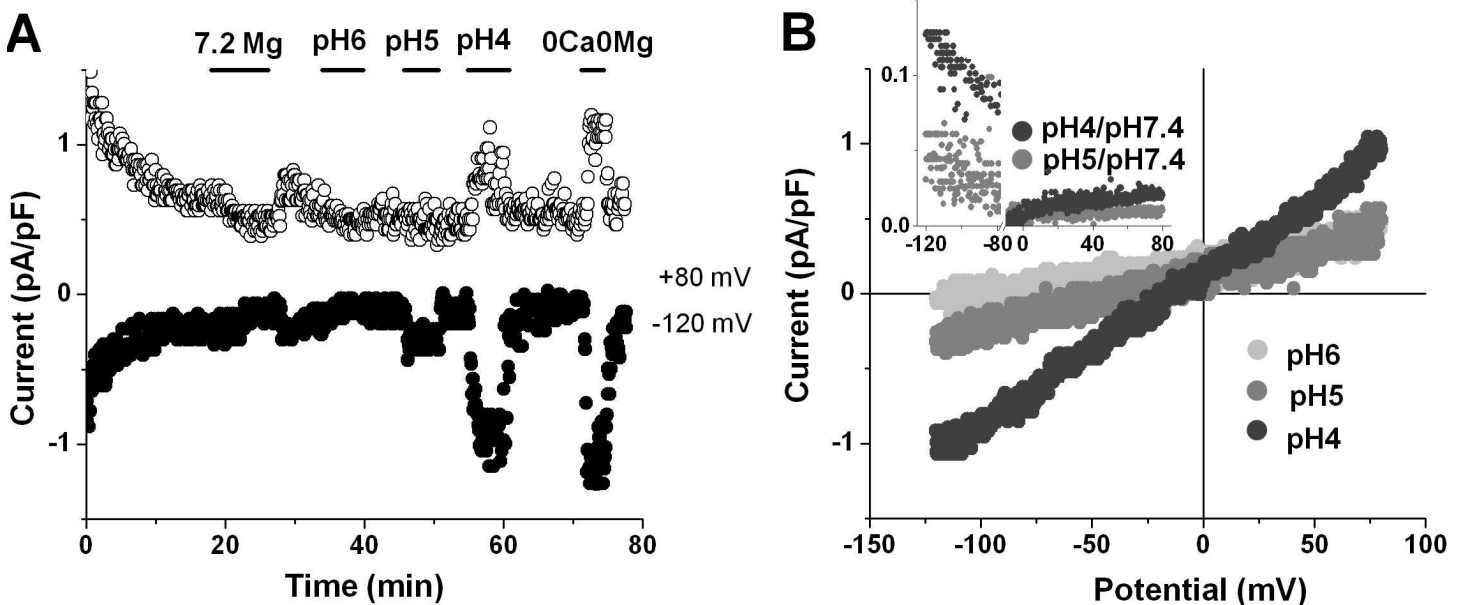 A
7.2 Mg pH6 pH5 pH4 0Ca0Mg
Current (pA/pF)
1
0
-1
+80 mV
-120 mV
0 20 40 60 80
Time (min)
B
0.1
0.0
pH4/pH7.4
pH5/pH7.4
-120 -80 0 40 80
Current (pA/pF)
1
0
-1
pH6
pH5
pH4
-150 -100 -50 0 50 100
Potential (mV)